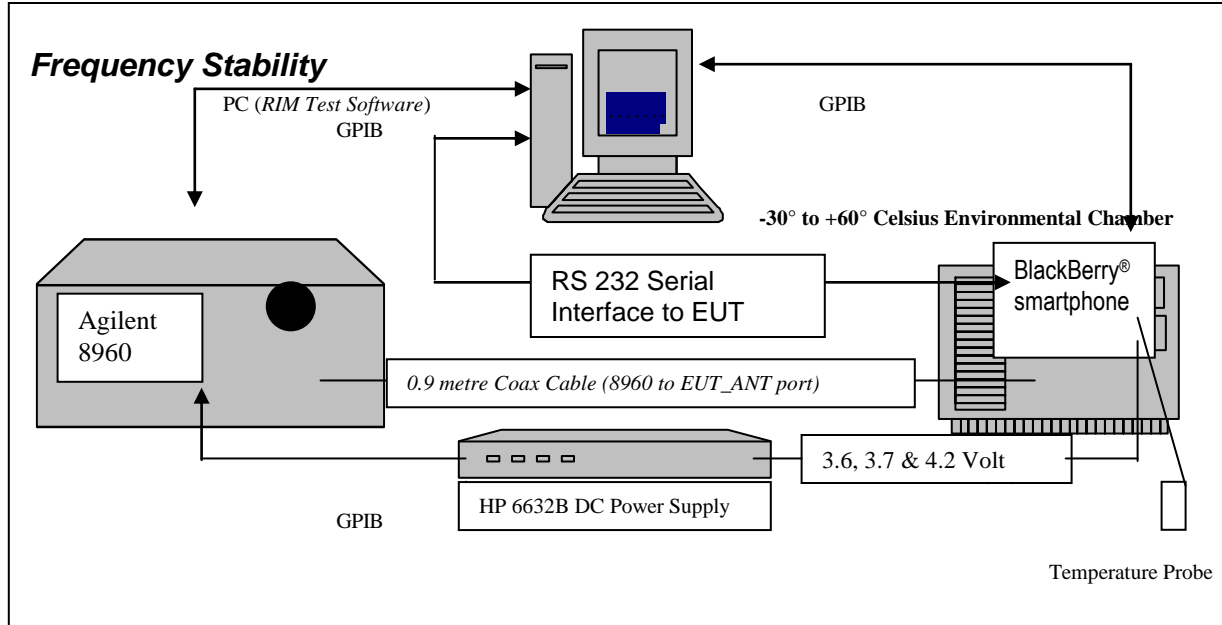 Frequency Stability
PC (RIM Test Software)
GPIB
GPIB
-30° to +60° Celsius Environmental Chamber
BlackBerry®
smartphone
RS 232 Serial
Interface to EUT
Agilent
8960
0.9 metre Coax Cable (8960 to EUT_ANT port)
3.6, 3.7 & 4.2 Volt
HP 6632B DC Power Supply
GPIB
Temperature Probe